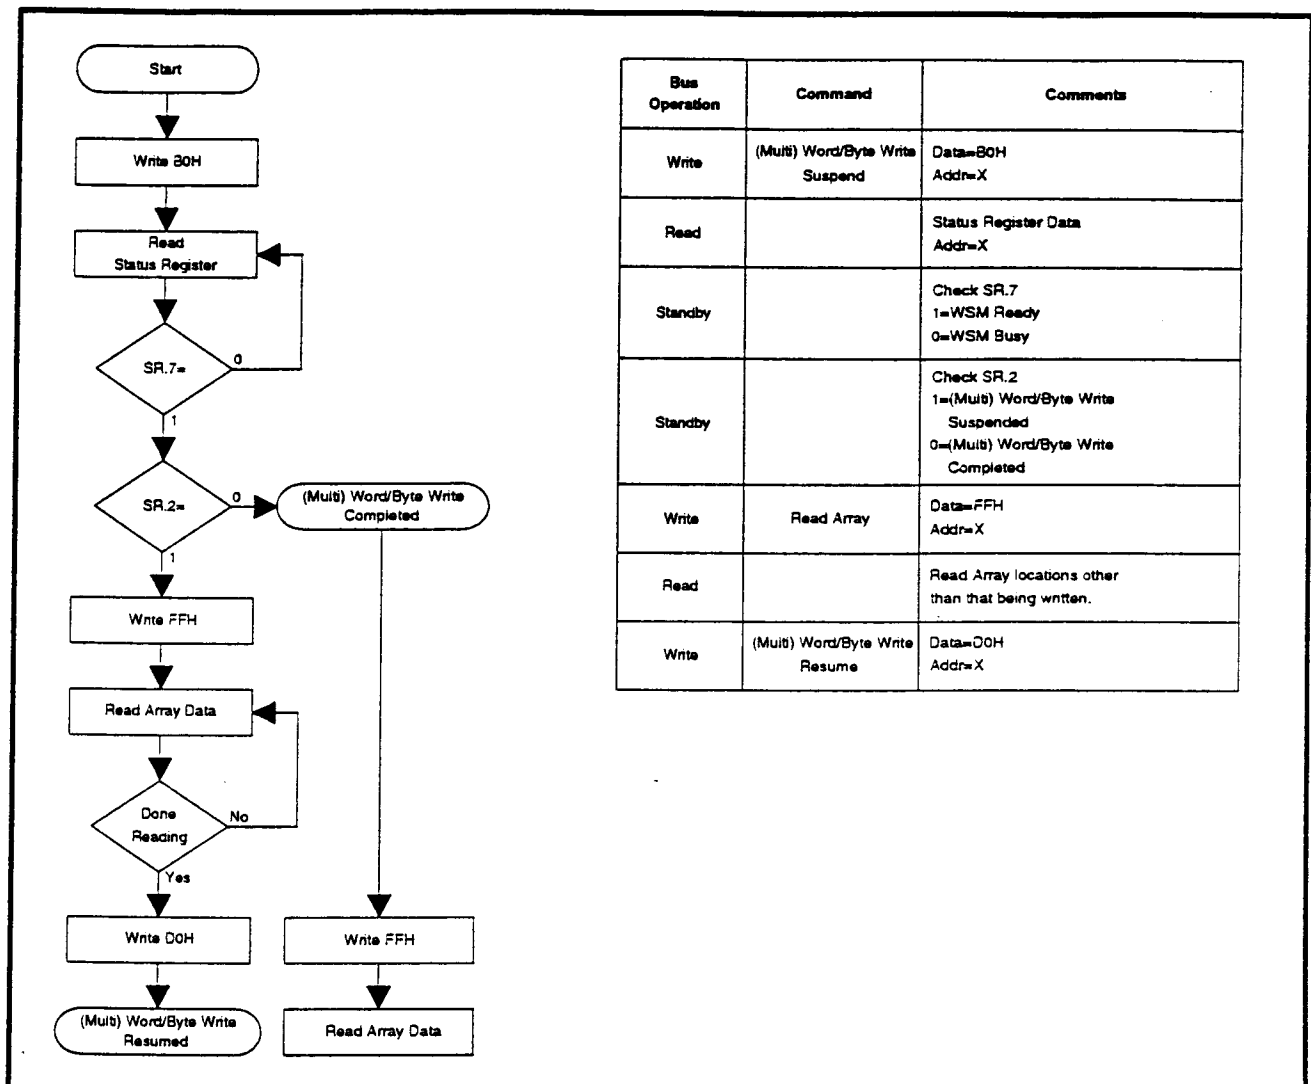 Start
Write B0H
Read
Status Register
SR.7=
0
1
SR.2=
0
(Multi) Word/Byte Write
Completed
1
Write FFH
Read Array Data
Done
Reading
No
Yes
Write D0H
Write FFH
(Multi) Word/Byte Write
Resumed
Read Array Data
Bus
Operation
Command
Comments
Write
(Multi) Word/Byte Write
Suspend
Data=B0H
Addr=X
Read
Status Register Data
Addr=X
Standby
Check SR.7
1=WSM Ready
0=WSM Busy
Standby
Check SR.2
1=(Multi) Word/Byte Write
Suspended
0=(Multi) Word/Byte Write
Completed
Write
Read Array
Data=FFH
Addr=X
Read
Read Array locations other
than that being written.
Write
(Multi) Word/Byte Write
Resume
Data=D0H
Addr=X